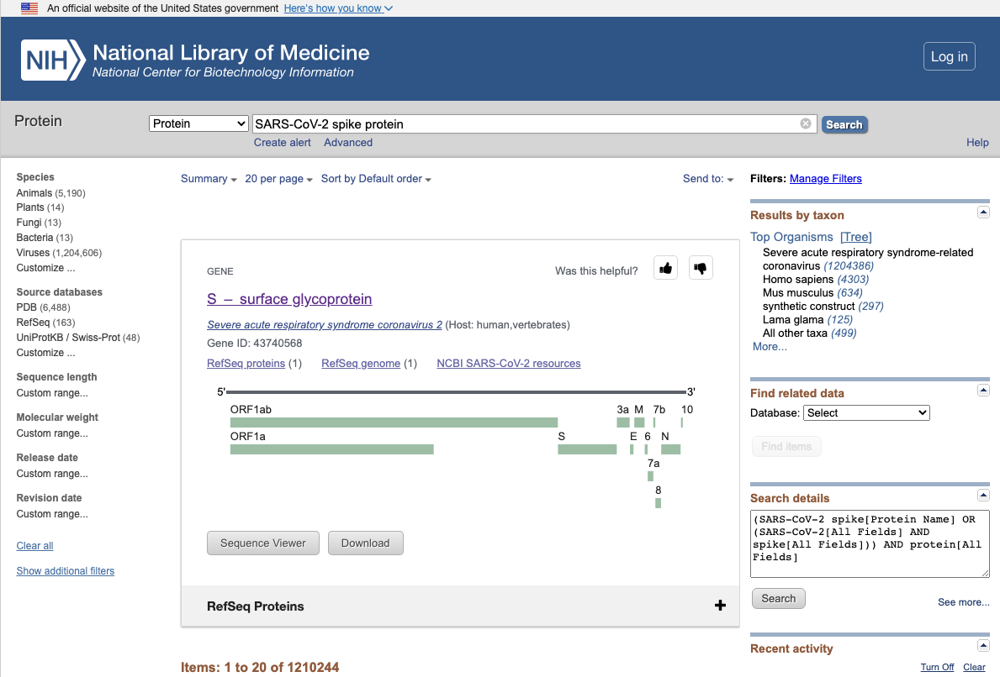 An official website of the United States government Here's how you know
NIH National Library of Medicine
National Center for Biotechnology Information
Log in
Protein
Protein
SARS-CoV-2 spike protein
Search
Create alert Advanced
Help
Species
Animals (5,190)
Plants (14)
Fungi (13)
Bacteria (13)
Viruses (1,204,606)
Customize ...
Source databases
PDB (6,488)
RefSeq (163)
UniProtKB / Swiss-Prot (48)
Customize ...
Sequence length
Custom range...
Molecular weight
Custom range...
Release date
Custom range...
Revision date
Custom range...
Clear all
Show additional filters
Summary 20 per page Sort by Default order
Send to:
GENE
Was this helpful?
S – surface glycoprotein
Severe acute respiratory syndrome coronavirus 2 (Host: human,vertebrates)
Gene ID: 43740568
RefSeq proteins (1) RefSeq genome (1) NCBI SARS-CoV-2 resources
5' 3'
ORF1ab 3a M 7b 10
ORF1a S E 6 N
7a
8
Sequence Viewer Download
RefSeq Proteins
Items: 1 to 20 of 1210244
Filters: Manage Filters
Results by taxon
Top Organisms [Tree]
Severe acute respiratory syndrome-related
coronavirus (1204386)
Homo sapiens (4303)
Mus musculus (634)
synthetic construct (297)
Lama glama (125)
All other taxa (499)
More...
Find related data
Database: Select
Find items
Search details
(SARS-CoV-2 spike[Protein Name] OR
(SARS-CoV-2[All Fields] AND
spike[All Fields])) AND protein[All
Fields]
Search
See more...
Recent activity
Turn Off Clear